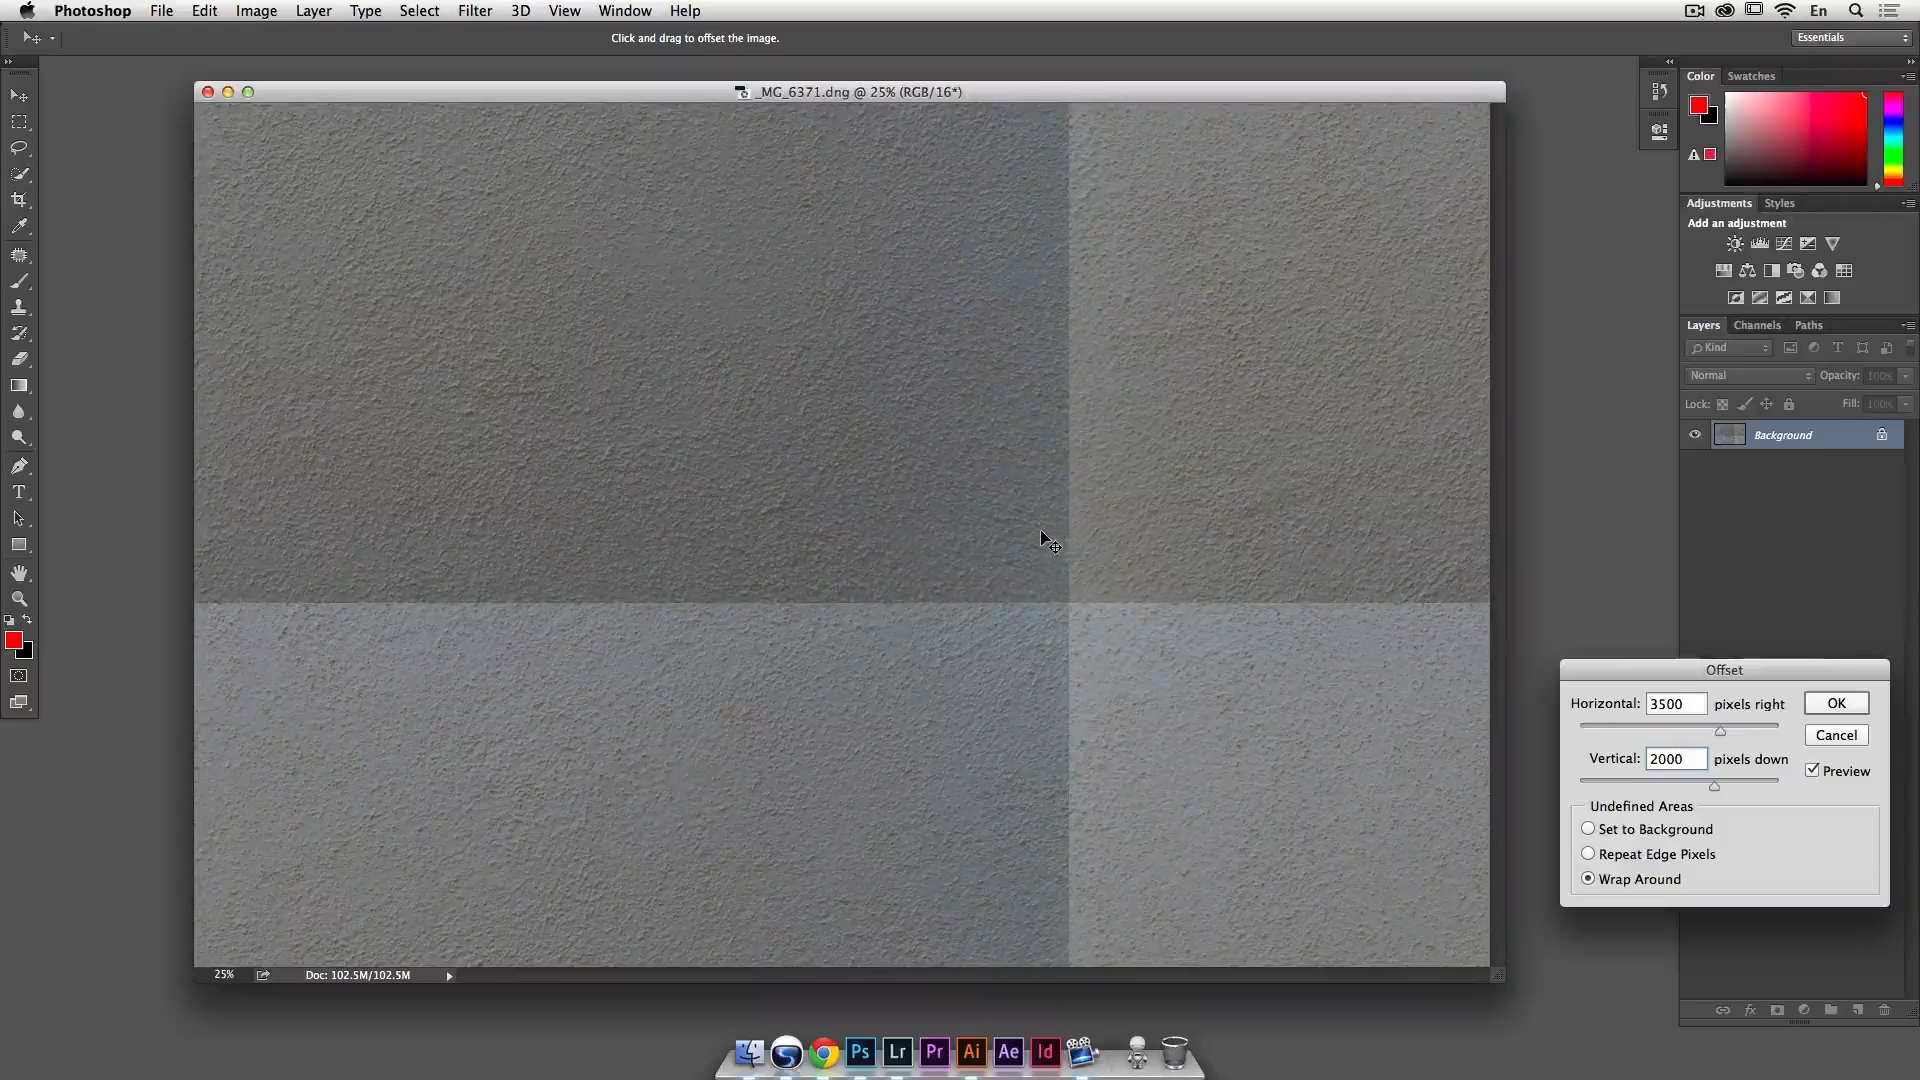 Photoshop File Edit Image Layer Type Select Filter 3D View Window Help En
Click and drag to offset the image.
Essentials
_MG_6371.dng @ 25% (RGB/16*)
Color Swatches
Adjustments Styles
Add an adjustment
Layers Channels Paths
Kind
Normal Opacity: 100%
Lock: Fill: 100%
Background
T
Offset
Horizontal: 3500 pixels right OK
Cancel
Vertical: 2000 pixels down
Preview
Undefined Areas
Set to Background
Repeat Edge Pixels
Wrap Around
25% Doc: 102.5M/102.5M
fx
Ps Lr Pr Ai Ae Id